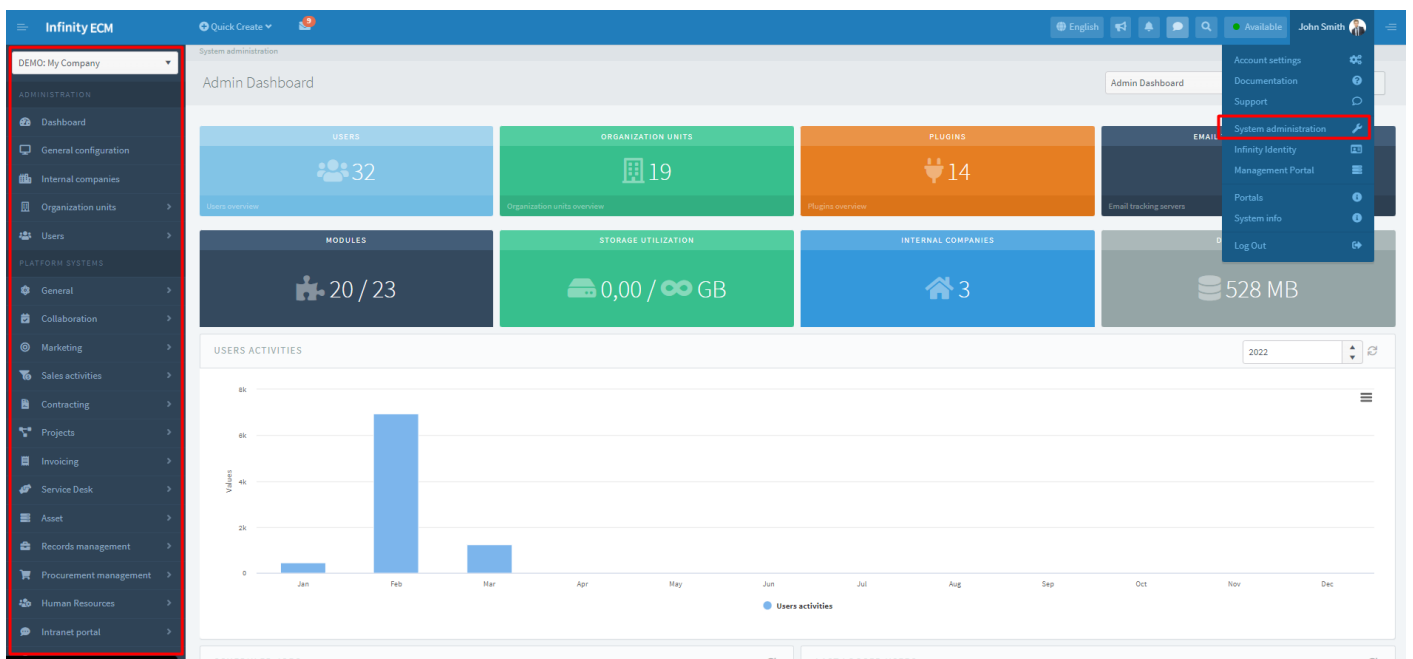 Infinity ECM
Quick Create
9
English
Available
John Smith
DEMO: My Company
ADMINISTRATION
Dashboard
General configuration
Internal companies
Organization units
Users
PLATFORM SYSTEMS
General
Collaboration
Marketing
Sales activities
Contracting
Projects
Invoicing
Service Desk
Asset
Records management
Procurement management
Human Resources
Intranet portal
System administration
Admin Dashboard
Admin Dashboard
Account settings
Documentation
Support
System administration
Infinity Identity
Management Portal
Portals
System info
Log Out
USERS
32
Users overview
ORGANIZATION UNITS
19
Organization units overview
PLUGINS
14
Plugins overview
EMAIL
Email tracking servers
MODULES
20 / 23
STORAGE UTILIZATION
0,00 / ∞ GB
INTERNAL COMPANIES
3
528 MB
USERS ACTIVITIES
2022
8k
6k
4k
2k
0
Values
Jan Feb Mar Apr May Jun Jul Aug Sep Oct Nov Dec
Users activities